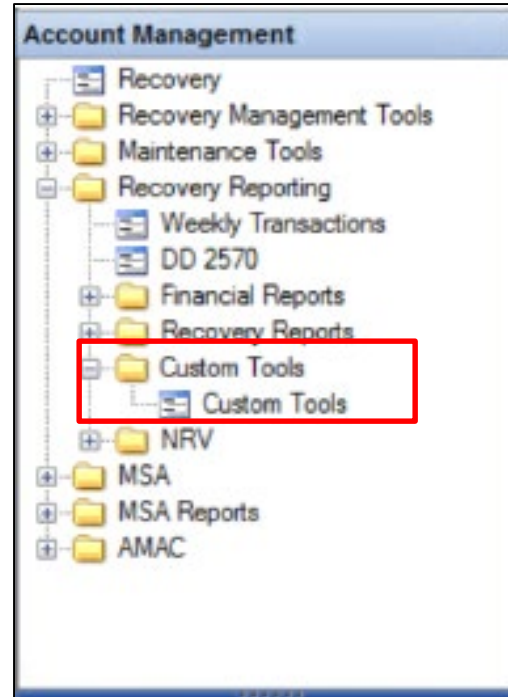 Account Management
Recovery
Recovery Management Tools
Maintenance Tools
Recovery Reporting
Weekly Transactions
DD 2570
Financial Reports
Recovery Reports
Custom Tools
Custom Tools
NRV
MSA
MSA Reports
AMAC